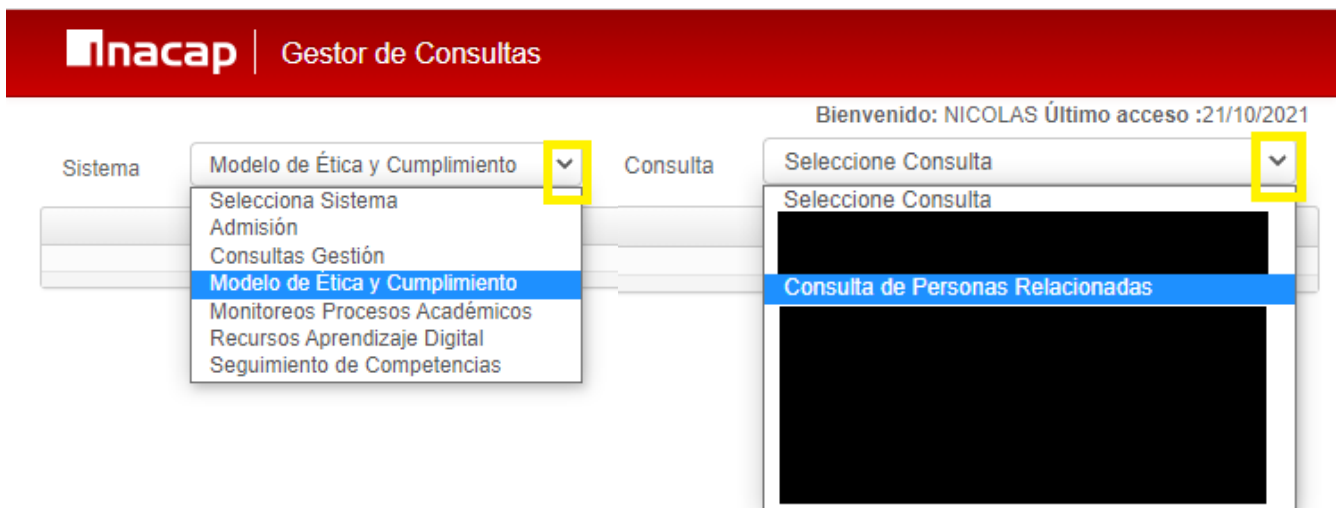 Inacap | Gestor de Consultas
Bienvenido: NICOLAS Último acceso :21/10/2021
Sistema
Modelo de Ética y Cumplimiento
Selecciona Sistema
Admisión
Consultas Gestión
Modelo de Ética y Cumplimiento
Monitoreos Procesos Académicos
Recursos Aprendizaje Digital
Seguimiento de Competencias
Consulta
Seleccione Consulta
Seleccione Consulta
Consulta de Personas Relacionadas